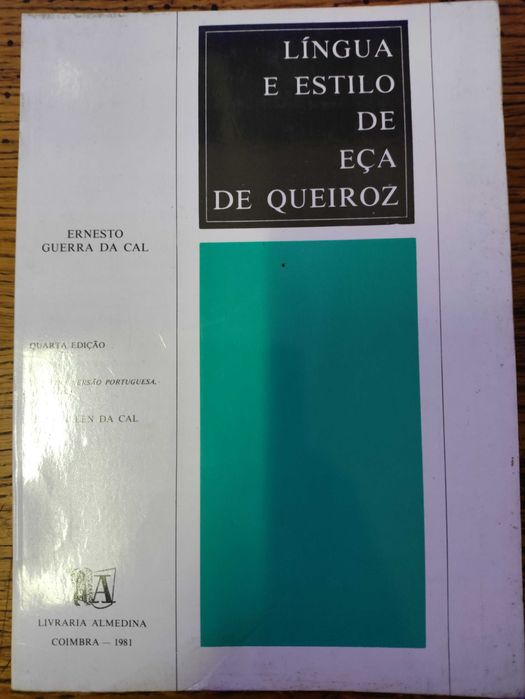 LÍNGUA
E ESTILO
DE
EÇA
DE QUEIROZ
ERNESTO
GUERRA DA CAL
QUARTA EDIÇÃO
VERSÃO PORTUGUESA,
DA CAL
A
LIVRARIA ALMEDINA
COIMBRA — 1981